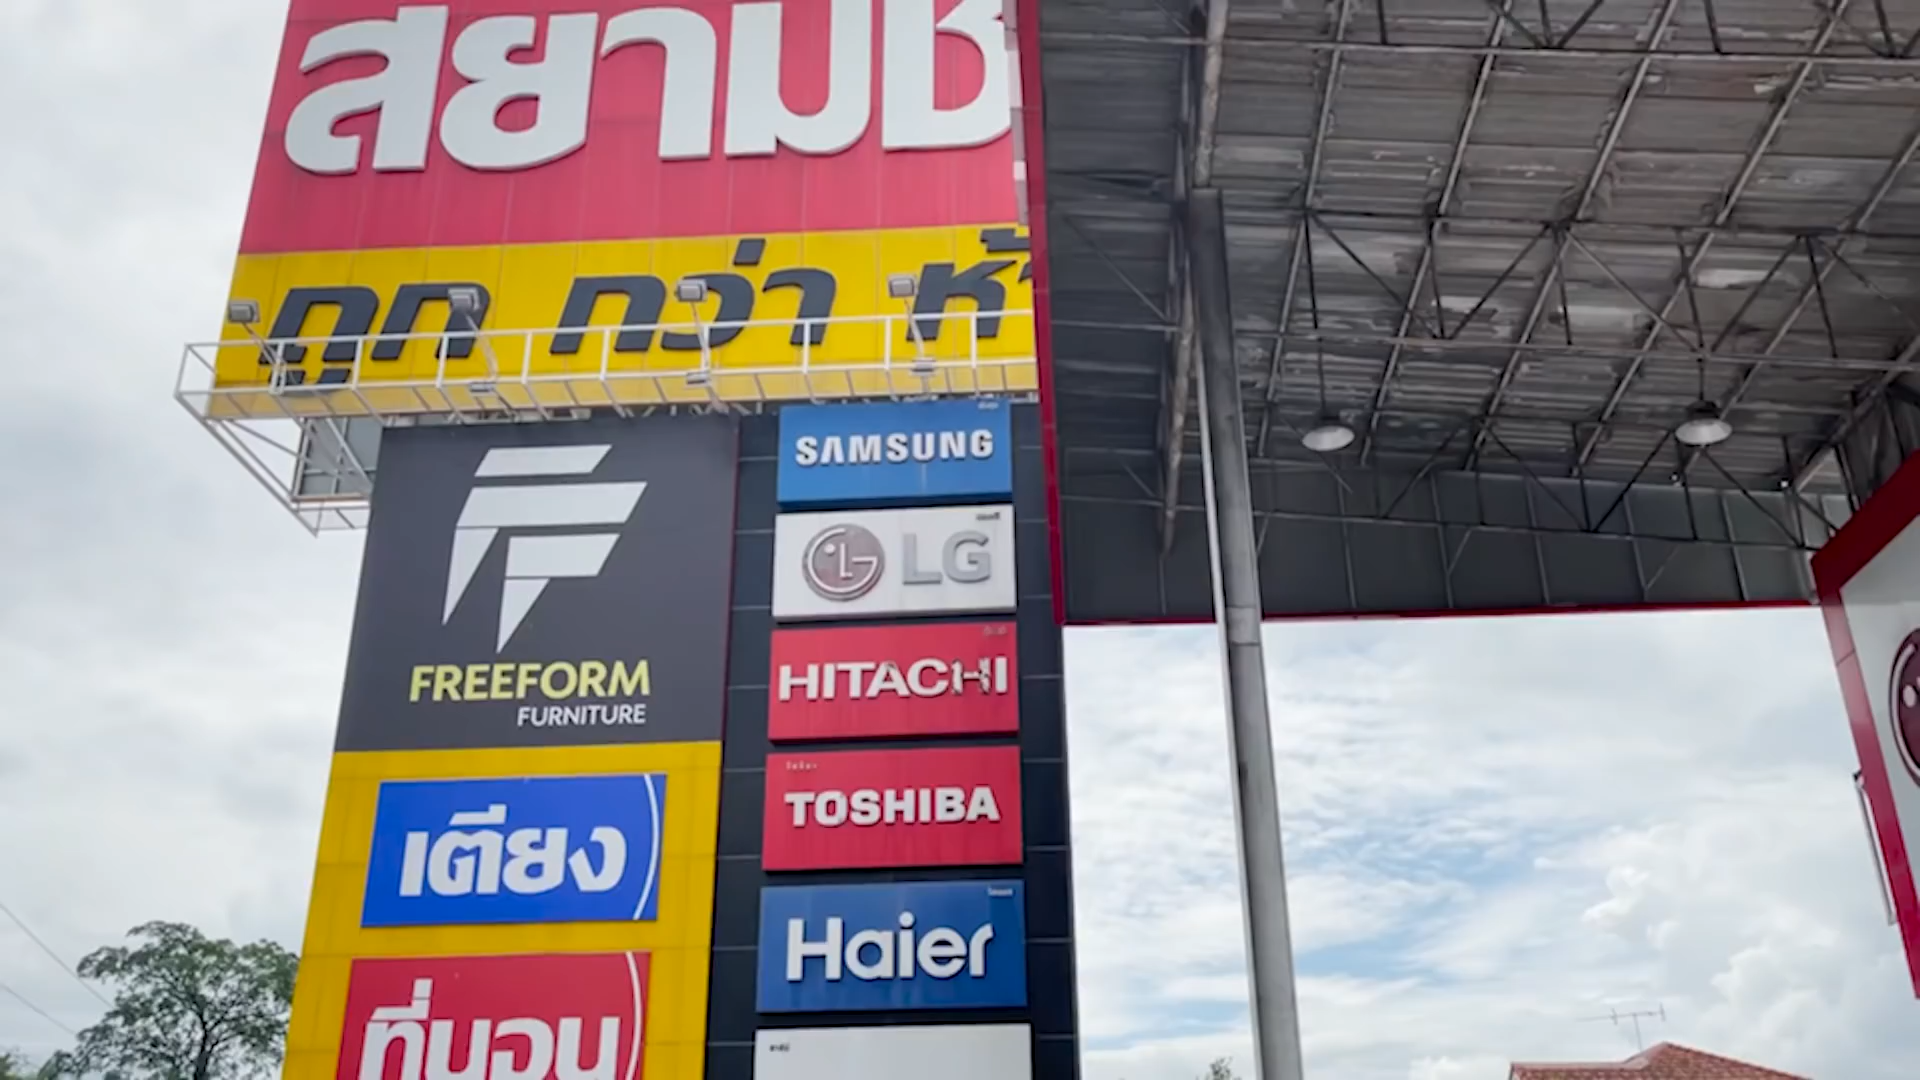 สยามช
ถูก กว่า ห้า
FREEFORM
FURNITURE
เตียง
ที่นอน
SAMSUNG
LG
HITACHI
TOSHIBA
Haier